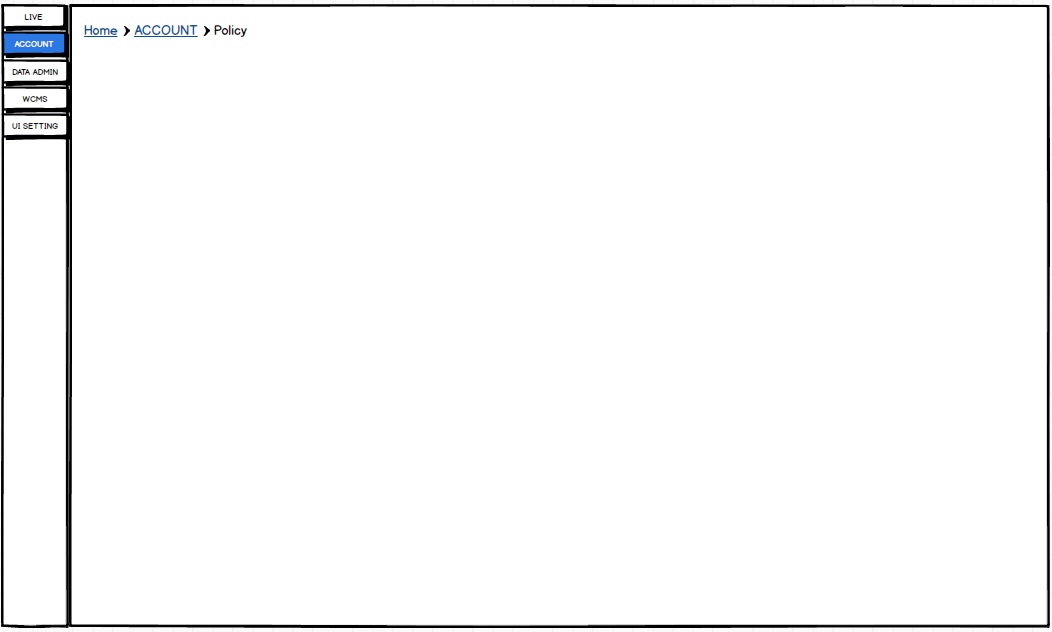 LIVE
ACCOUNT
DATA ADMIN
WCMS
UI SETTING
Home ❯ ACCOUNT ❯ Policy